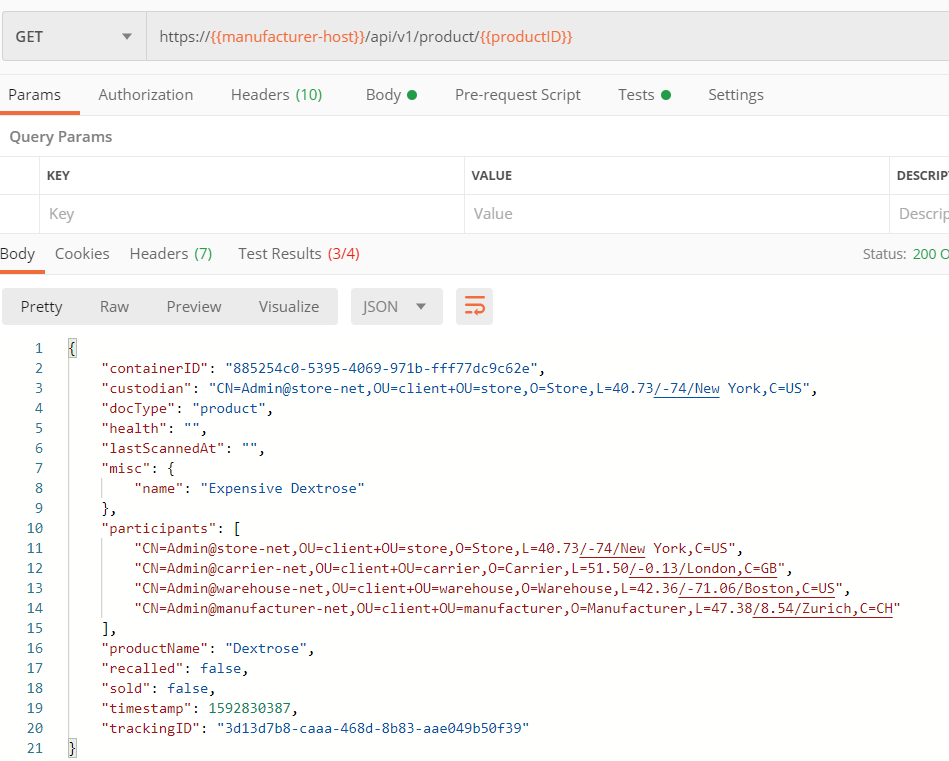 GET https://{{manufacturer-host}}/api/v1/product/{{productID}}
Params Authorization Headers (10) Body Pre-request Script Tests Settings
Query Params
KEY VALUE DESCRIP
Key Value Descrip
Body Cookies Headers (7) Test Results (3/4) Status: 200 O
Pretty Raw Preview Visualize JSON
1 {
2 "containerID": "885254c0-5395-4069-971b-fff77dc9c62e",
3 "custodian": "CN=Admin@store-net,OU=client+OU=store,O=Store,L=40.73/-74/New York,C=US",
4 "docType": "product",
5 "health": "",
6 "lastScannedAt": "",
7 "misc": {
8 "name": "Expensive Dextrose"
9 },
10 "participants": [
11 "CN=Admin@store-net,OU=client+OU=store,O=Store,L=40.73/-74/New York,C=US",
12 "CN=Admin@carrier-net,OU=client+OU=carrier,O=Carrier,L=51.50/-0.13/London,C=GB",
13 "CN=Admin@warehouse-net,OU=client+OU=warehouse,O=Warehouse,L=42.36/-71.06/Boston,C=US",
14 "CN=Admin@manufacturer-net,OU=client+OU=manufacturer,O=Manufacturer,L=47.38/8.54/Zurich,C=CH"
15 ],
16 "productName": "Dextrose",
17 "recalled": false,
18 "sold": false,
19 "timestamp": 1592830387,
20 "trackingID": "3d13d7b8-caaa-468d-8b83-aae049b50f39"
21 }